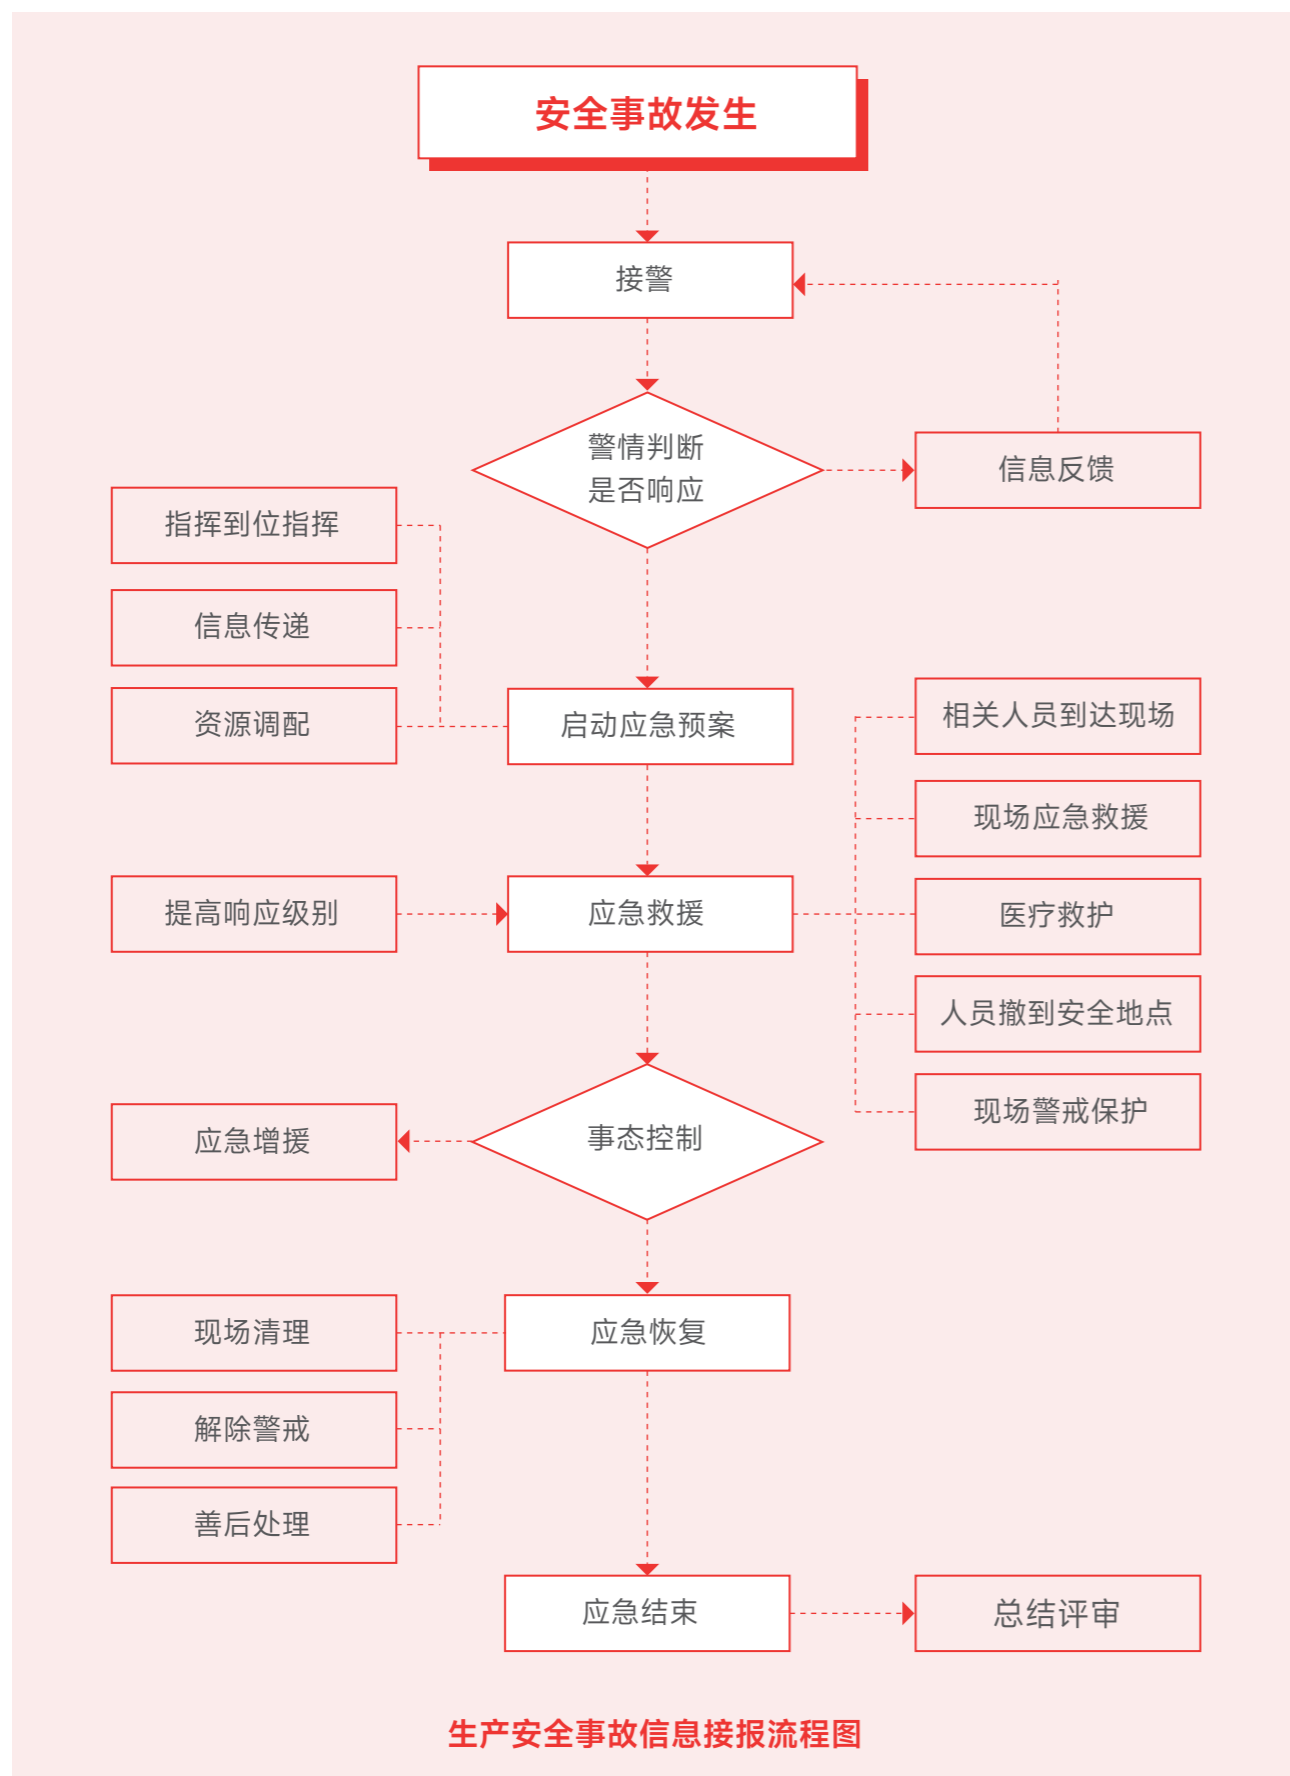 安全事故发生
接警
警情判断
是否响应
信息反馈
指挥到位指挥
信息传递
资源调配
启动应急预案
相关人员到达现场
现场应急救援
医疗救护
人员撤到安全地点
现场警戒保护
提高响应级别
应急救援
应急增援
事态控制
现场清理
解除警戒
善后处理
应急恢复
应急结束
总结评审
生产安全事故信息接报流程图